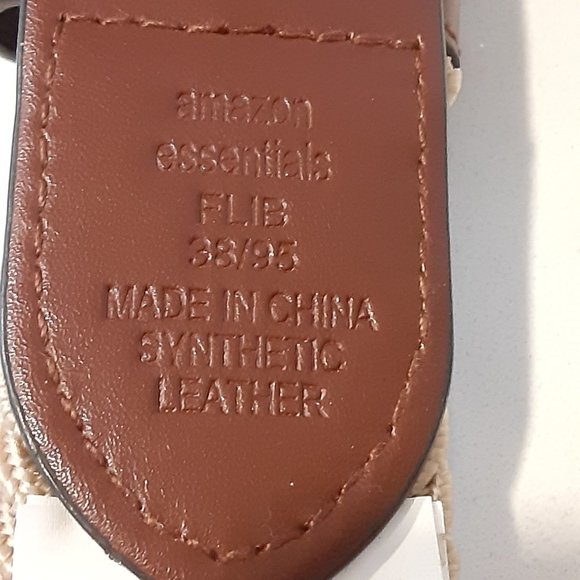 amazon
essentials
FLIB
38/95
MADE IN CHINA
SYNTHETIC
LEATHER